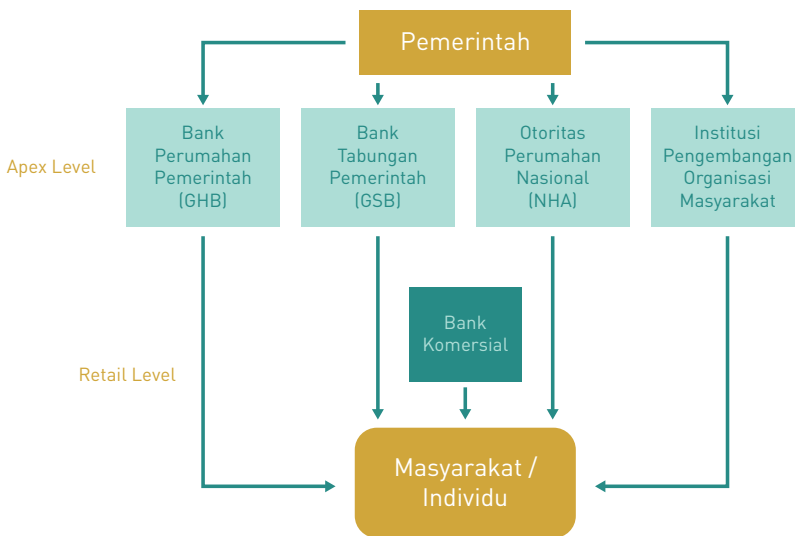 Pemerintah
Apex Level
Bank
Perumahan
Pemerintah
(GHB)
Bank
Tabungan
Pemerintah
(GSB)
Otoritas
Perumahan
Nasional
(NHA)
Institusi
Pengembangan
Organisasi
Masyarakat
Bank
Komersial
Retail Level
Masyarakat /
Individu